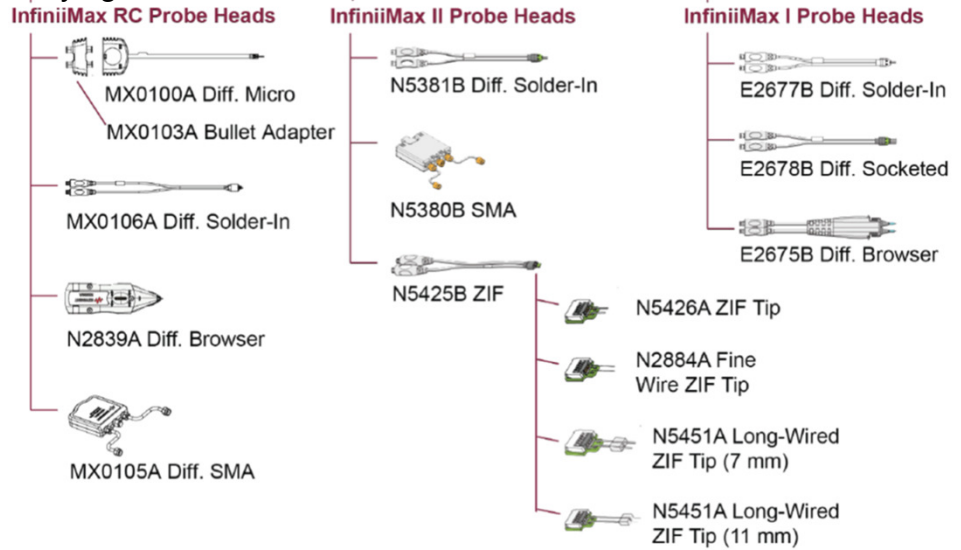 InfiniiMax RC Probe Heads
MX0100A Diff. Micro
MX0103A Bullet Adapter
MX0106A Diff. Solder-In
N2839A Diff. Browser
MX0105A Diff. SMA
InfiniiMax II Probe Heads
N5381B Diff. Solder-In
N5380B SMA
N5425B ZIF
N5426A ZIF Tip
N2884A Fine
Wire ZIF Tip
N5451A Long-Wired
ZIF Tip (7 mm)
N5451A Long-Wired
ZIF Tip (11 mm)
InfiniiMax I Probe Heads
E2677B Diff. Solder-In
E2678B Diff. Socketed
E2675B Diff. Browser